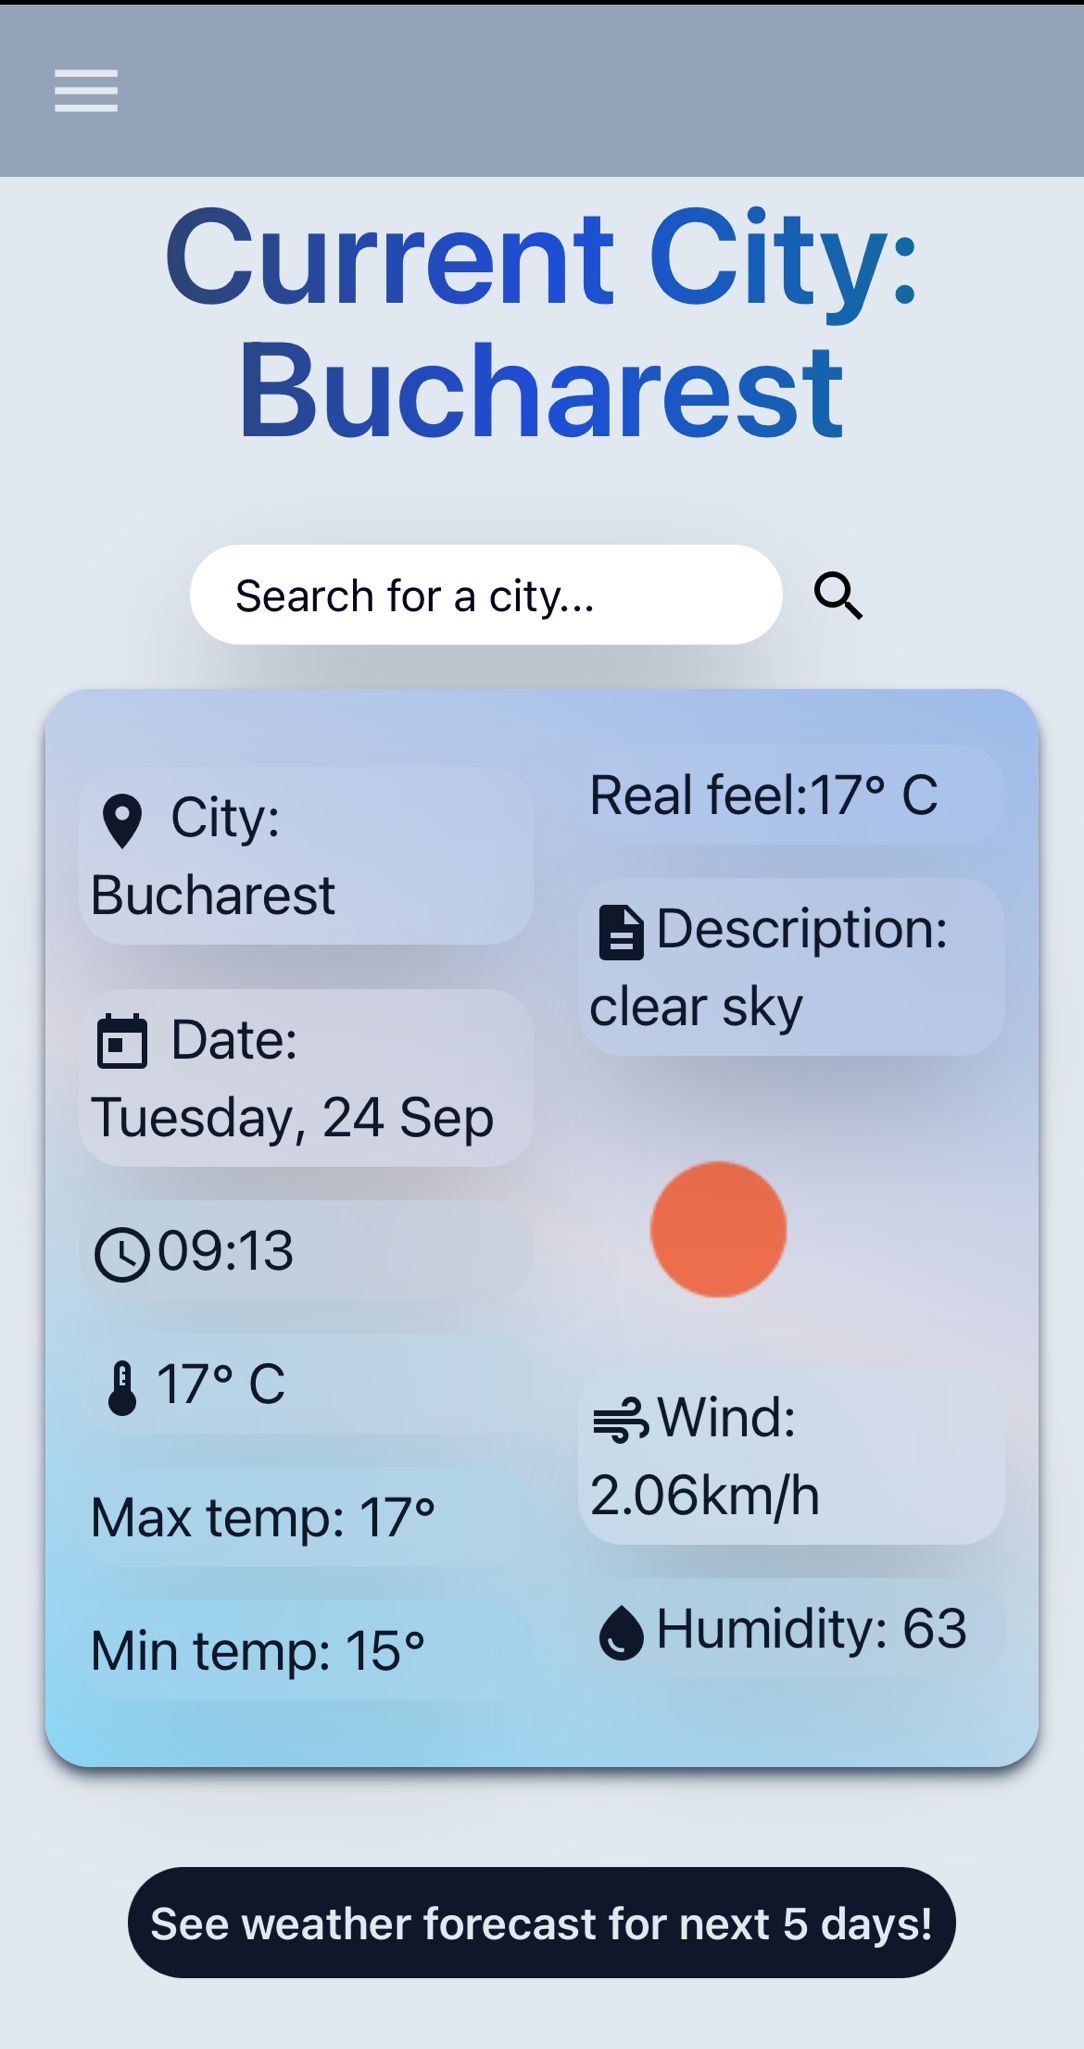 Current City:
Bucharest
Search for a city...
City:
Bucharest
Date:
Tuesday, 24 Sep
09:13
17° C
Max temp: 17°
Min temp: 15°
Real feel:17° C
Description:
clear sky
Wind:
2.06km/h
Humidity: 63
See weather forecast for next 5 days!